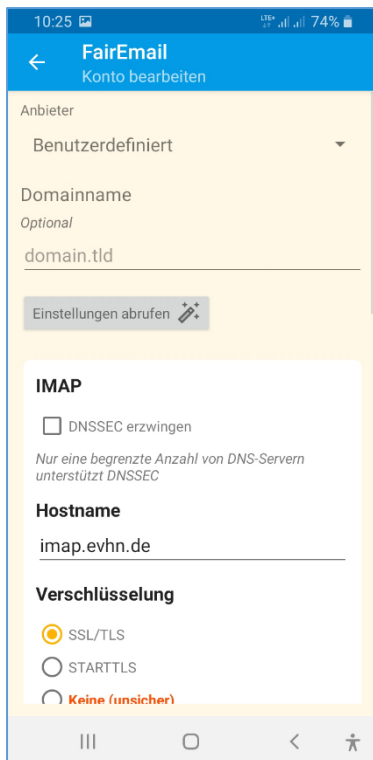 10:25 LTE+ 74%
FairEmail
Konto bearbeiten
Anbieter
Benutzerdefiniert
Domainname
Optional
domain.tld
Einstellungen abrufen
IMAP
DNSSEC erzwingen
Nur eine begrenzte Anzahl von DNS-Servern
unterstützt DNSSEC
Hostname
imap.evhn.de
Verschlüsselung
SSL/TLS
STARTTLS
Keine (unsicher)